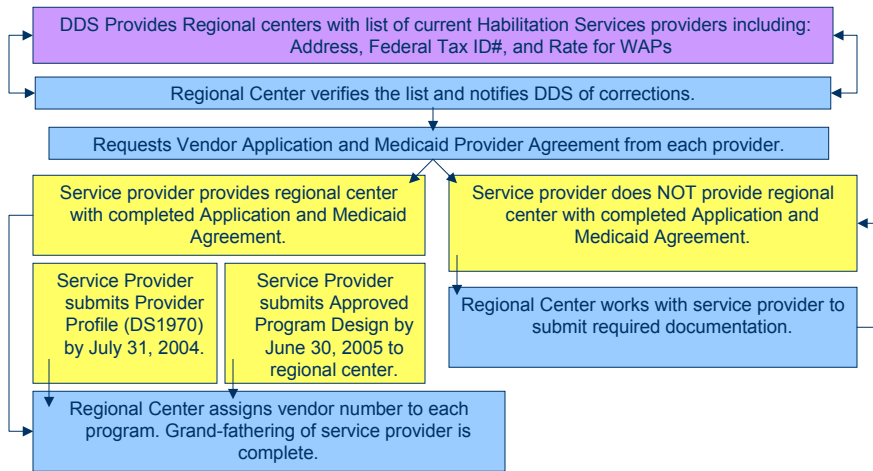 DDS Provides Regional centers with list of current Habilitation Services providers including:
Address, Federal Tax ID#, and Rate for WAPs
Regional Center verifies the list and notifies DDS of corrections.
Requests Vendor Application and Medicaid Provider Agreement from each provider.
Service provider provides regional center
with completed Application and Medicaid
Agreement.
Service provider does NOT provide regional
center with completed Application and
Medicaid Agreement.
Service Provider
submits Provider
Profile (DS1970)
by July 31, 2004.
Service Provider
submits Approved
Program Design by
June 30, 2005 to
regional center.
Regional Center works with service provider to
submit required documentation.
Regional Center assigns vendor number to each
program. Grand-fathering of service provider is
complete.